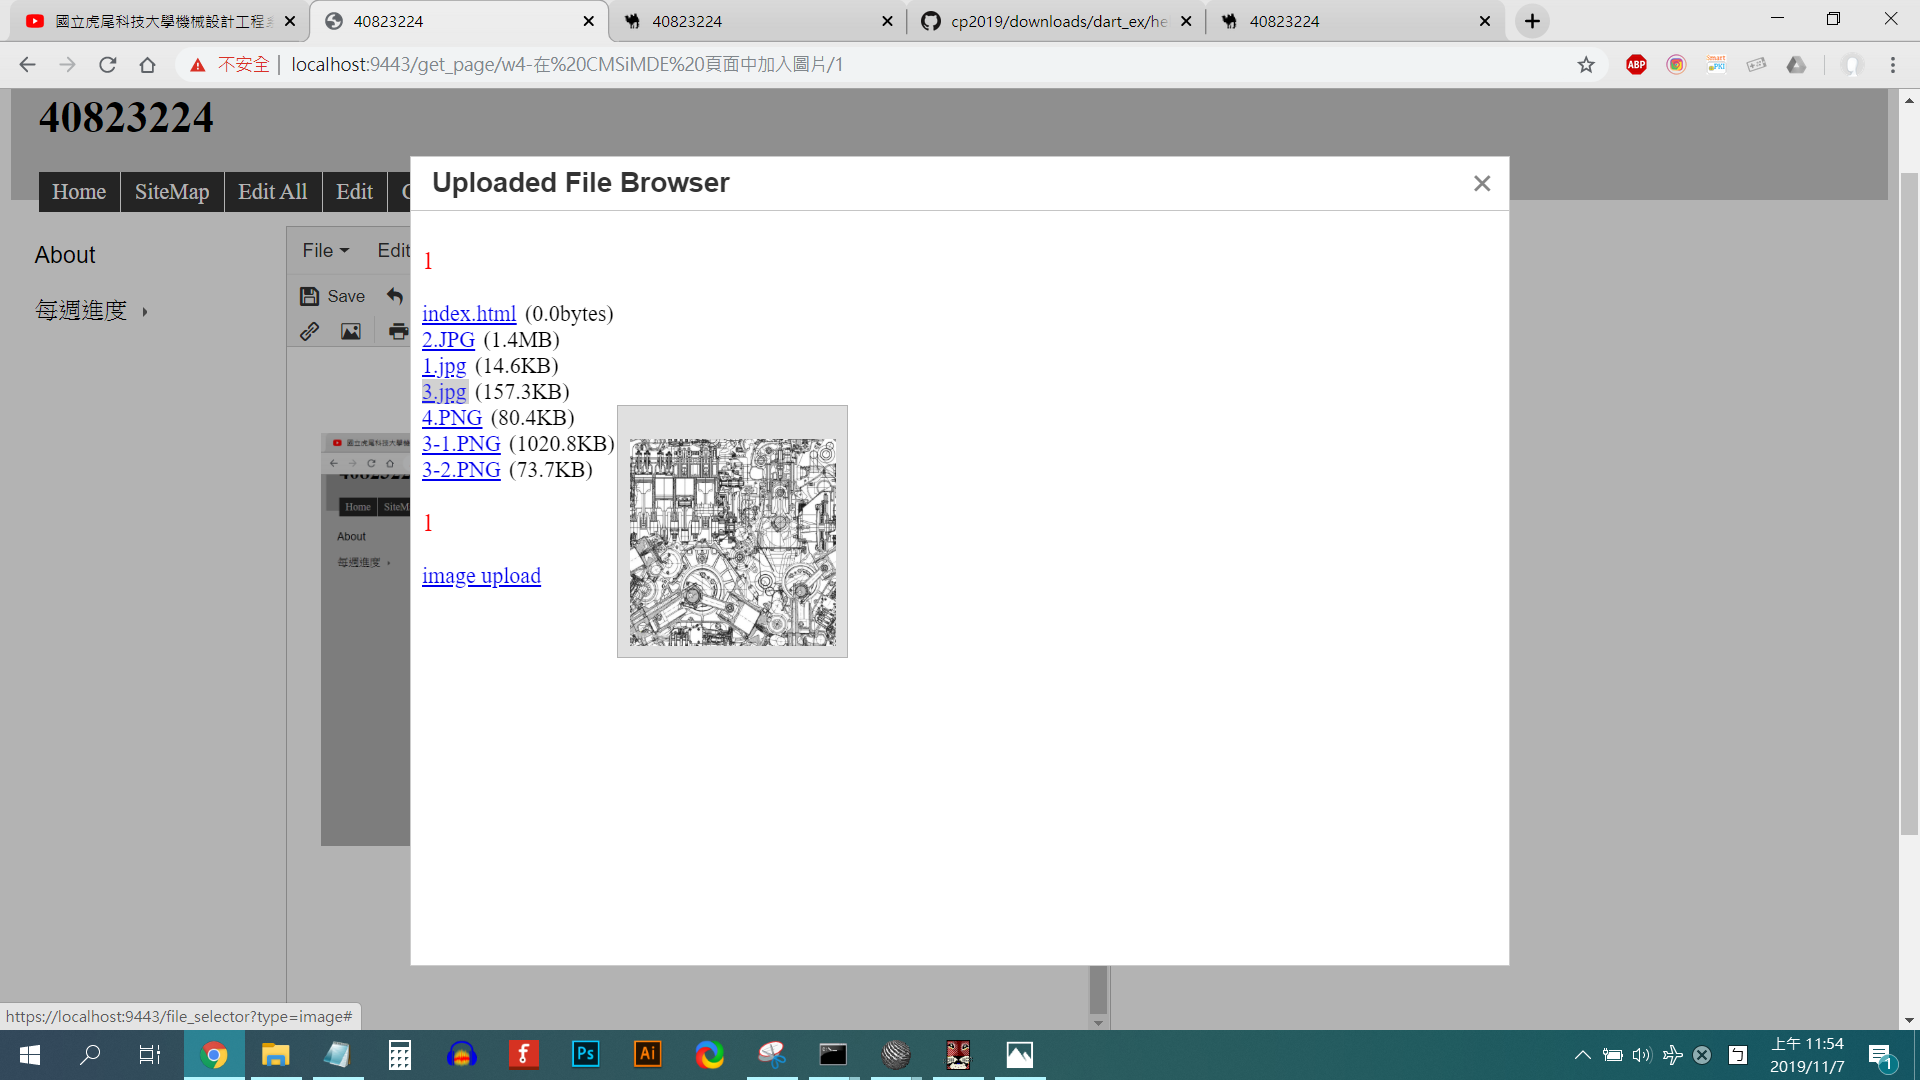 國立虎尾科技大學機械設計工程
40823224
40823224
cp2019/downloads/dart_ex/he
40823224
不安全
localhost:9443/get_page/w4-在%20CMSiMDE%20頁面中加入圖片/1
ABP
40823224
Home
SiteMap
Edit All
Edit
Uploaded File Browser
About
每週進度
File
Edit
Save
1
index.html (0.0bytes)
2.JPG (1.4MB)
1.jpg (14.6KB)
3.jpg (157.3KB)
4.PNG (80.4KB)
3-1.PNG (1020.8KB)
3-2.PNG (73.7KB)
1
image upload
Home
SiteM
About
每週進度
https://localhost:9443/file_selector?type=image#
Ps
Ai
上午 11:54
2019/11/7
1